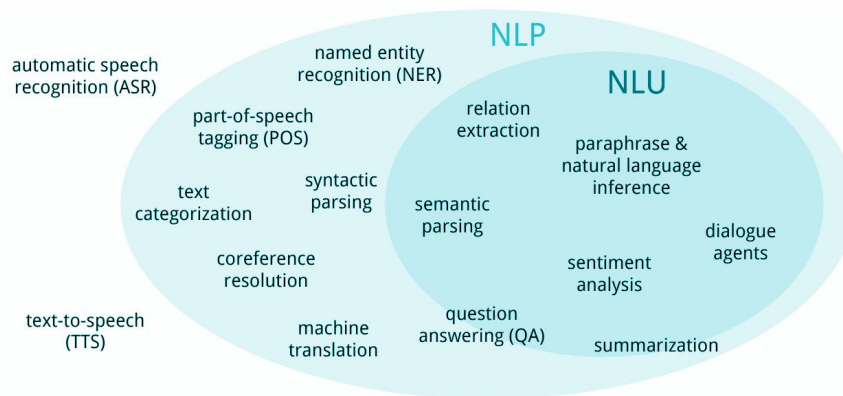 NLP
named entity
recognition (NER)
automatic speech
recognition (ASR)
NLU
relation
extraction
part-of-speech
tagging (POS)
paraphrase &
natural language
inference
syntactic
parsing
text
categorization
semantic
parsing
dialogue
agents
coreference
resolution
sentiment
analysis
question
answering (QA)
text-to-speech
(TTS)
machine
translation
summarization